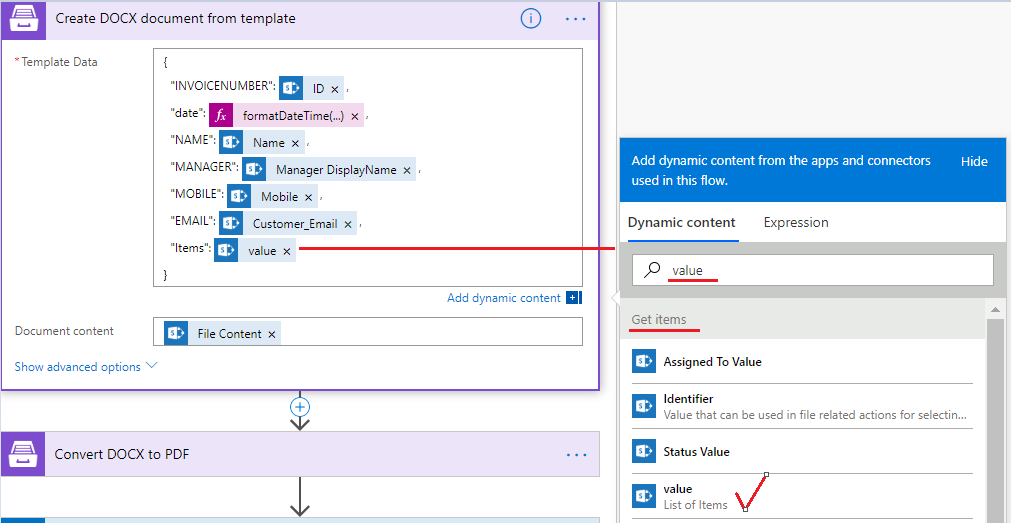 Create DOCX document from template
* Template Data
{
"INVOICENUMBER": ID × ,
"date": fx formatDateTime(...) × ,
"NAME": Name × ,
"MANAGER": Manager DisplayName × ,
"MOBILE": Mobile × ,
"EMAIL": Customer_Email × ,
"Items": value ×
}
Add dynamic content
Document content
File Content ×
Show advanced options
Convert DOCX to PDF
Add dynamic content from the apps and connectors
used in this flow.
Hide
Dynamic content
Expression
value
Get items
Assigned To Value
Identifier
Value that can be used in file related actions for selectin...
Status Value
value
List of Items